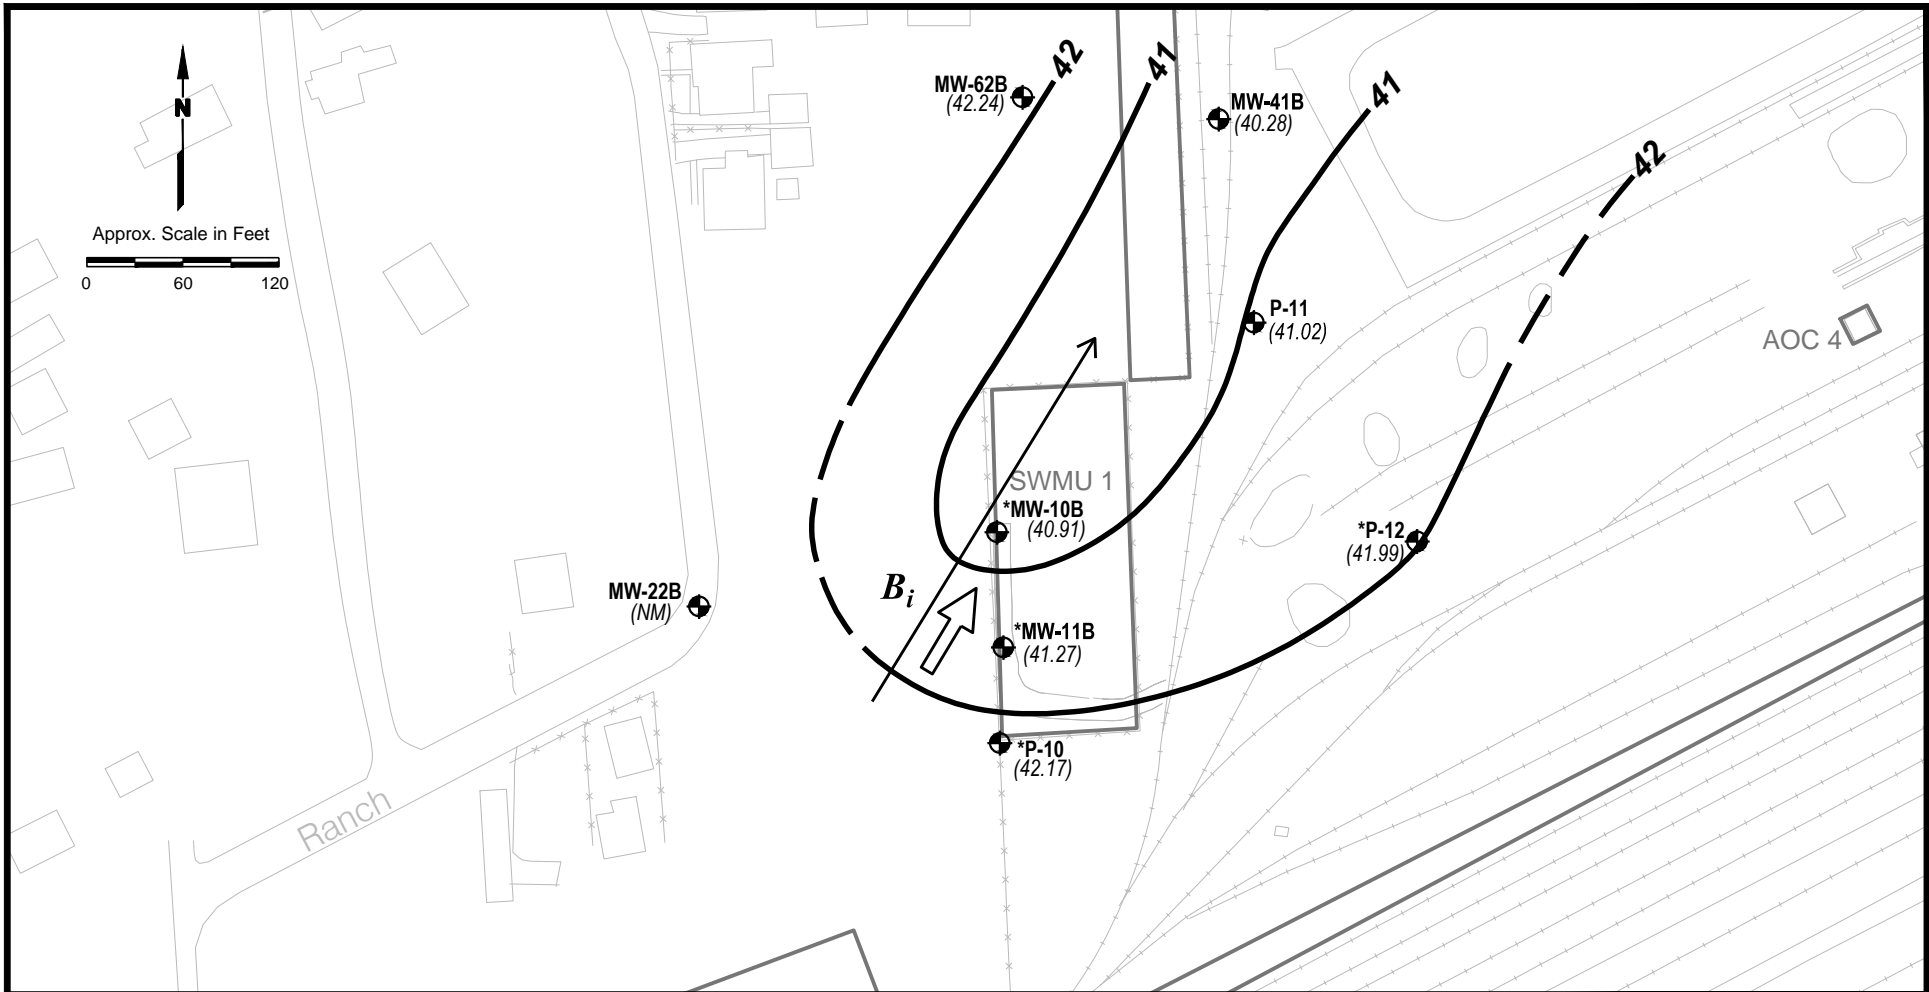 42
41
MW-62B
(42.24)
MW-41B
(40.28)
41
42
N
Approx. Scale in Feet
0 60 120
P-11
(41.02)
AOC 4
SWMU 1
*MW-10B
(40.91)
*P-12
(41.99)
MW-22B
(NM)
Bi
*MW-11B
(41.27)
*P-10
(42.17)
Ranch